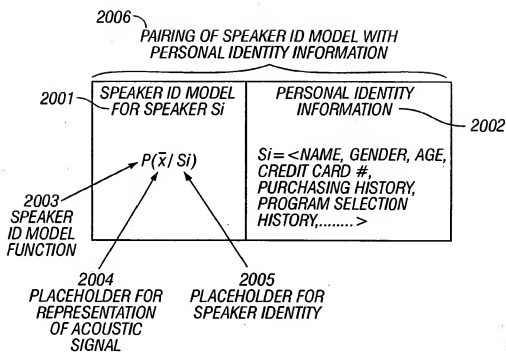 2006
PAIRING OF SPEAKER ID MODEL WITH
PERSONAL IDENTITY INFORMATION
2001
SPEAKER ID MODEL
FOR SPEAKER Si
P(x̅/Si)
PERSONAL IDENTITY
INFORMATION
2002
Si=<NAME, GENDER, AGE,
CREDIT CARD #,
PURCHASING HISTORY,
PROGRAM SELECTION
HISTORY,........>
2003
SPEAKER
ID MODEL
FUNCTION
2004
PLACEHOLDER FOR
REPRESENTATION
OF ACOUSTIC
SIGNAL
2005
PLACEHOLDER FOR
SPEAKER IDENTITY